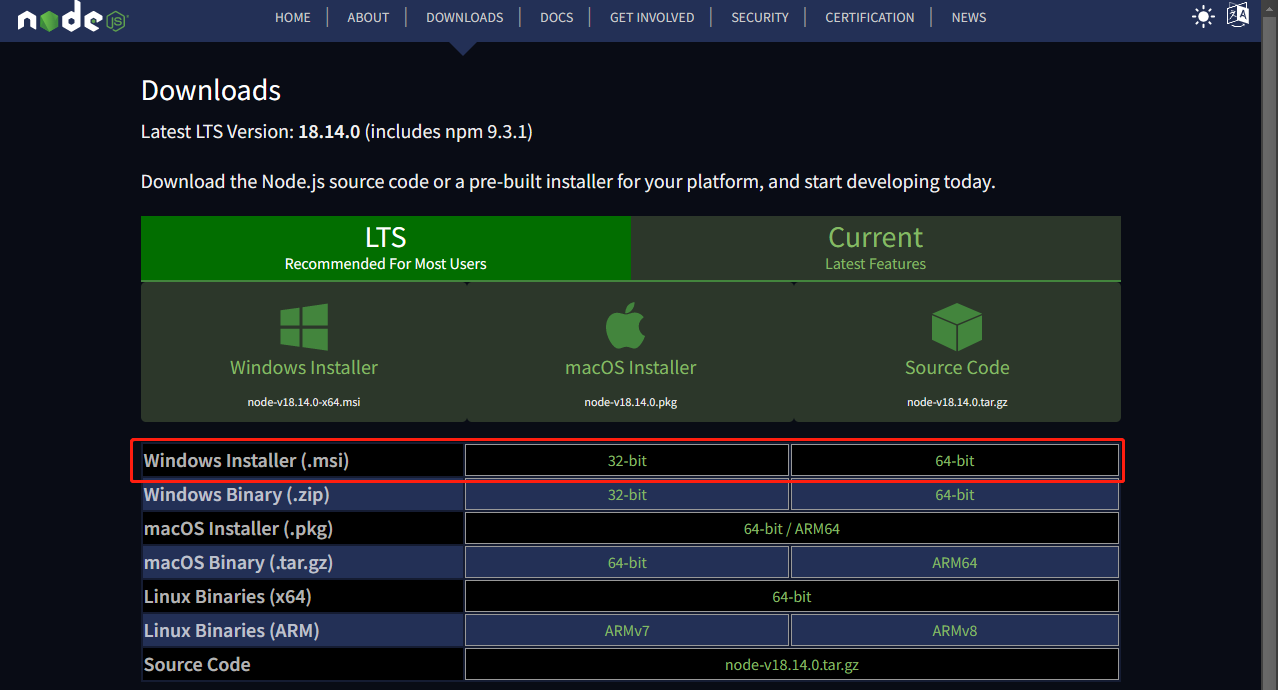 node JS
HOME ABOUT DOWNLOADS DOCS GET INVOLVED SECURITY CERTIFICATION NEWS
Downloads
Latest LTS Version: 18.14.0 (includes npm 9.3.1)
Download the Node.js source code or a pre-built installer for your platform, and start developing today.
LTS
Recommended For Most Users
Current
Latest Features
Windows Installer
node-v18.14.0-x64.msi
macOS Installer
node-v18.14.0.pkg
Source Code
node-v18.14.0.tar.gz
Windows Installer (.msi) 32-bit 64-bit
Windows Binary (.zip) 32-bit 64-bit
macOS Installer (.pkg) 64-bit / ARM64
macOS Binary (.tar.gz) 64-bit ARM64
Linux Binaries (x64) 64-bit
Linux Binaries (ARM) ARMv7 ARMv8
Source Code node-v18.14.0.tar.gz